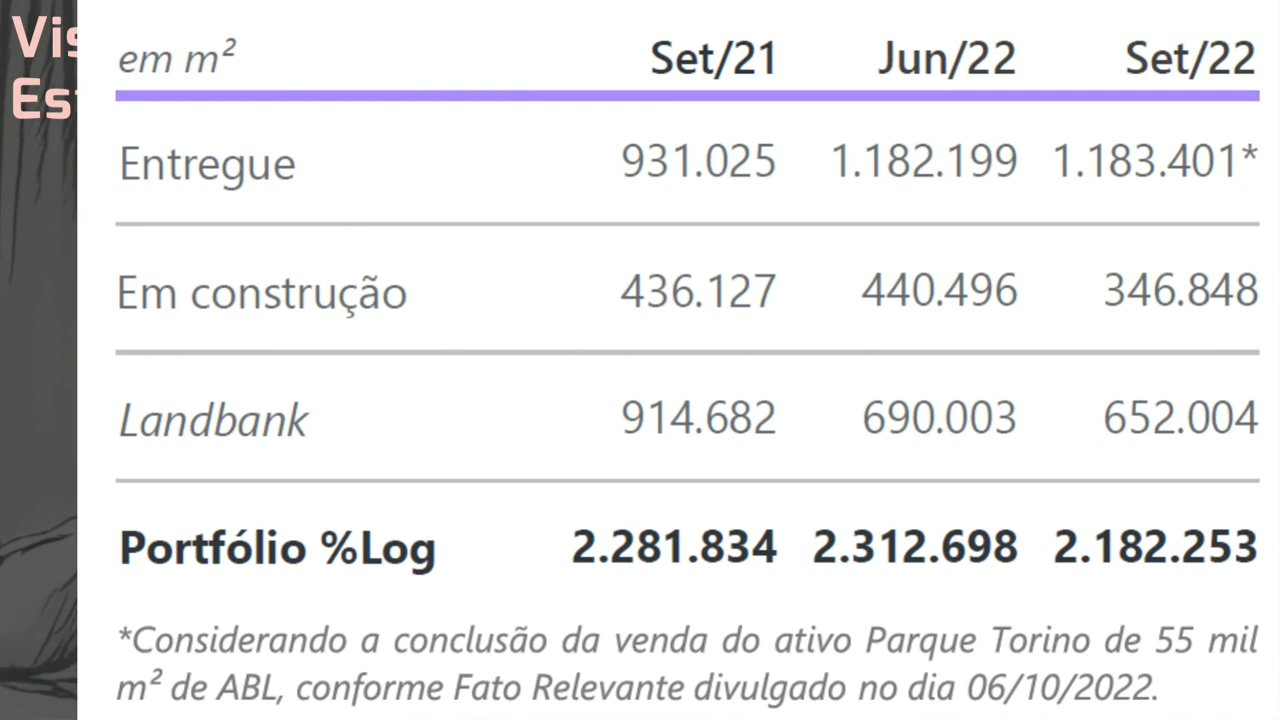 Vis
Est
em m² Set/21 Jun/22 Set/22
Entregue 931.025 1.182.199 1.183.401*
Em construção 436.127 440.496 346.848
Landbank 914.682 690.003 652.004
Portfólio %Log 2.281.834 2.312.698 2.182.253
*Considerando a conclusão da venda do ativo Parque Torino de 55 mil
m² de ABL, conforme Fato Relevante divulgado no dia 06/10/2022.